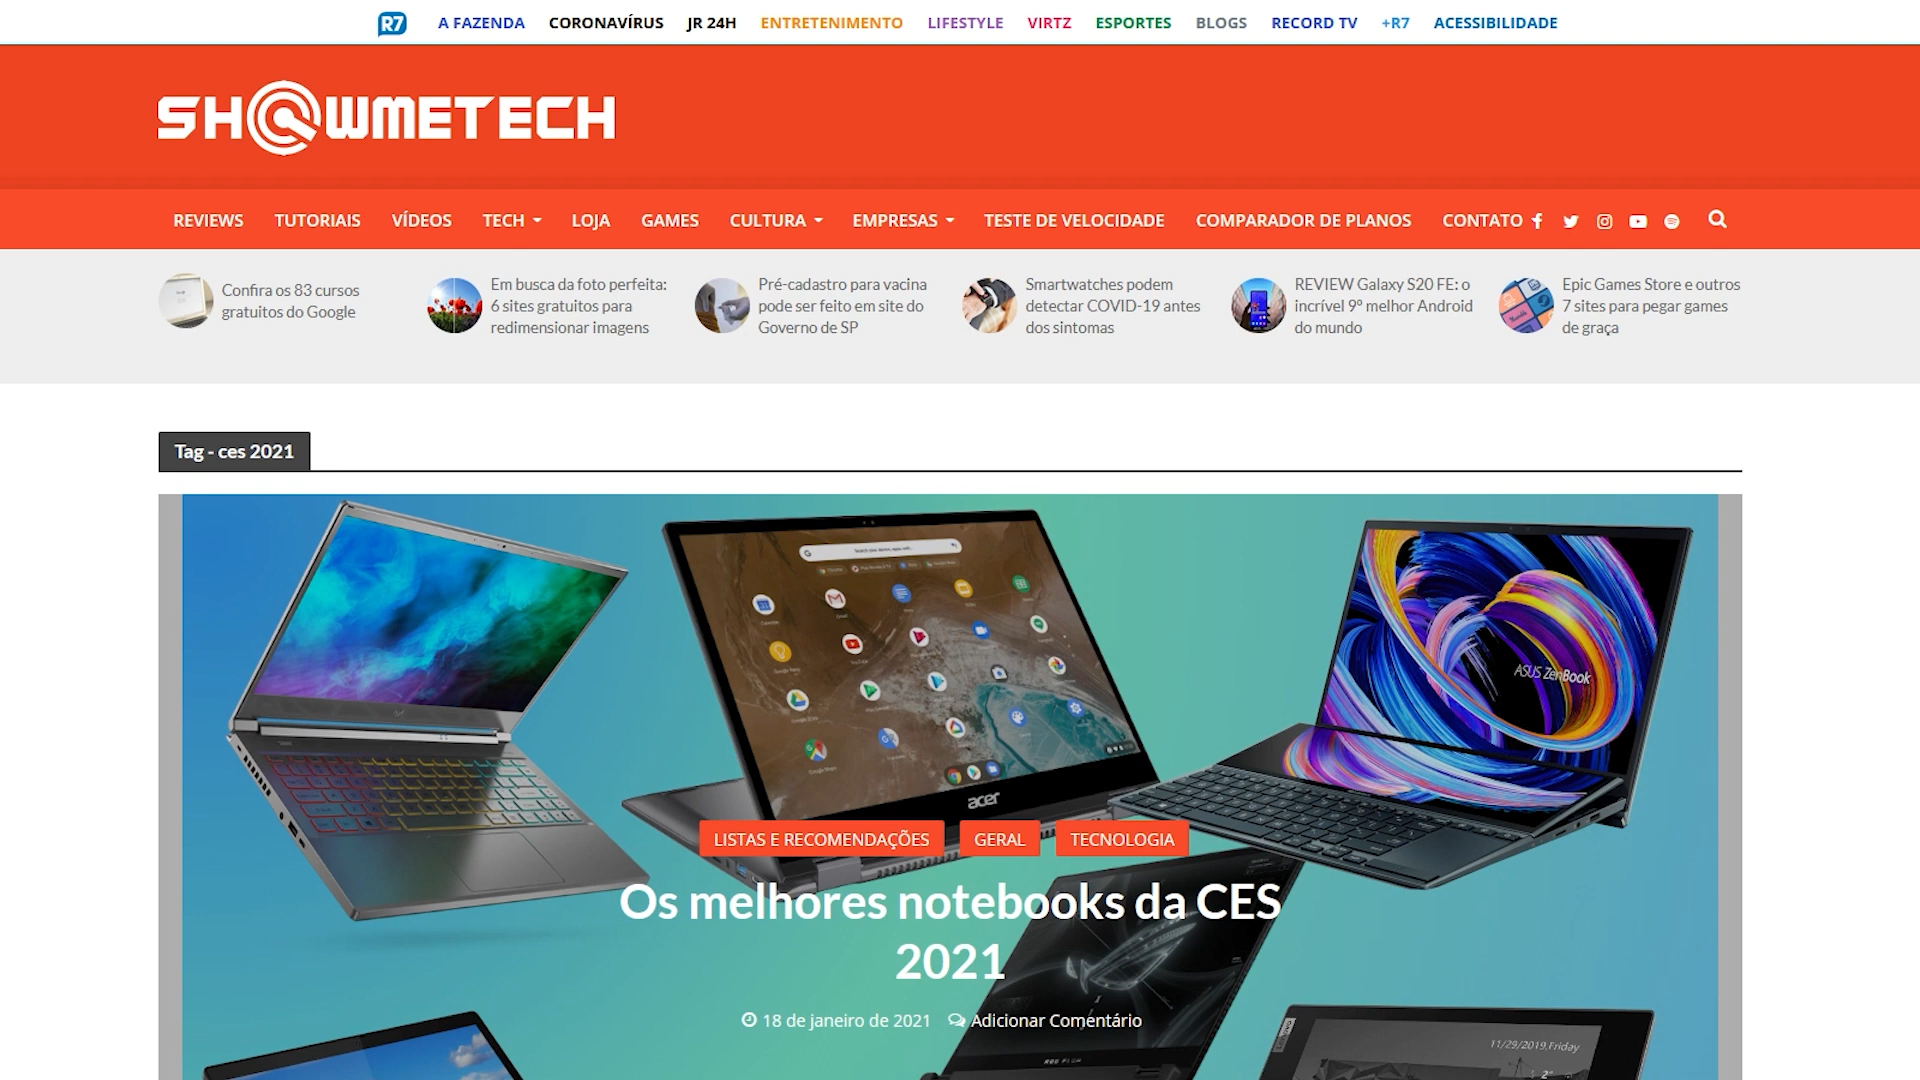 R7 A FAZENDA CORONAVÍRUS JR 24H ENTRETENIMENTO LIFESTYLE VIRTZ ESPORTES BLOGS RECORD TV +R7 ACESSIBILIDADE
SHOWMETECH
REVIEWS TUTORIAIS VÍDEOS TECH LOJA GAMES CULTURA EMPRESAS TESTE DE VELOCIDADE COMPARADOR DE PLANOS CONTATO
Confira os 83 cursos
gratuitos do Google
Em busca da foto perfeita:
6 sites gratuitos para
redimensionar imagens
Pré-cadastro para vacina
pode ser feito em site do
Governo de SP
Smartwatches podem
detectar COVID-19 antes
dos sintomas
REVIEW Galaxy S20 FE: o
incrível 9º melhor Android
do mundo
Epic Games Store e outros
7 sites para pegar games
de graça
Tag - ces 2021
ASUS ZenBook
acer
LISTAS E RECOMENDAÇÕES GERAL TECNOLOGIA
Os melhores notebooks da CES
2021
18 de janeiro de 2021 Adicionar Comentário
11/29/2019,Friday